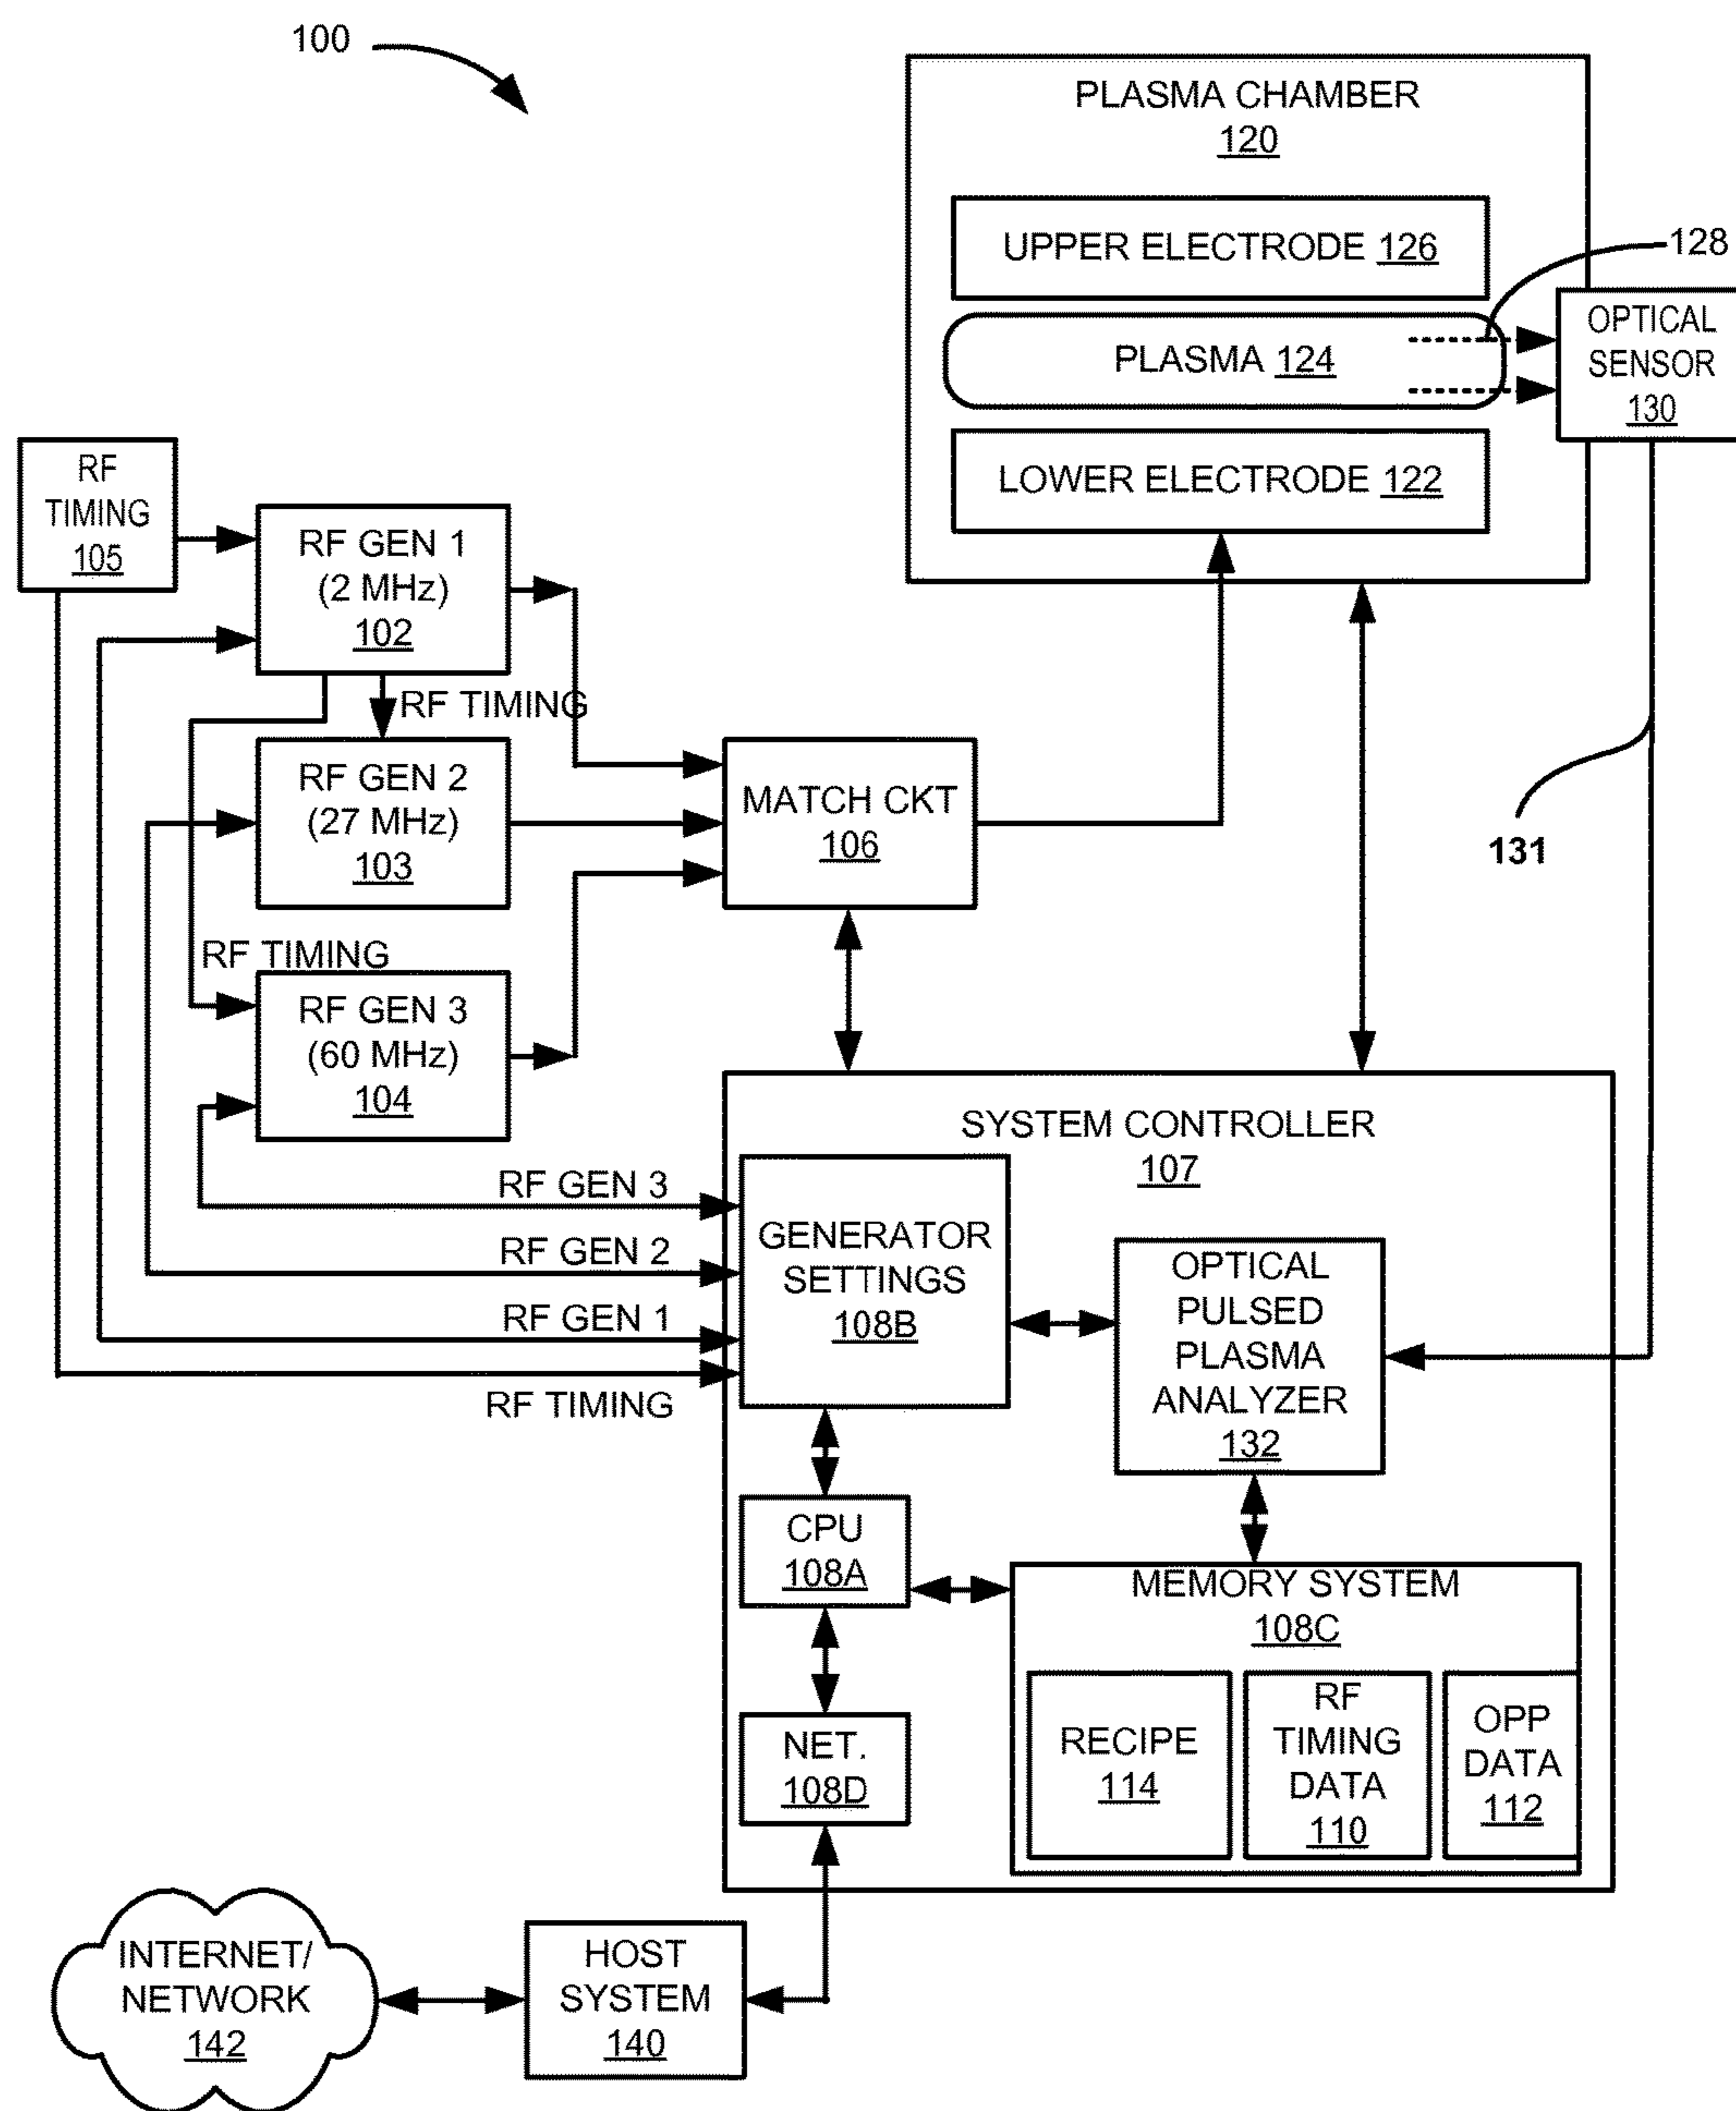 100
PLASMA CHAMBER
120
UPPER ELECTRODE 126
128
OPTICAL
SENSOR
130
PLASMA 124
LOWER ELECTRODE 122
RF
TIMING
105
RF GEN 1
(2 MHz)
102
RF TIMING
RF GEN 2
(27 MHz)
103
MATCH CKT
106
131
RF TIMING
RF GEN 3
(60 MHz)
104
SYSTEM CONTROLLER
107
RF GEN 3
RF GEN 2
RF GEN 1
RF TIMING
GENERATOR
SETTINGS
108B
OPTICAL
PULSED
PLASMA
ANALYZER
132
CPU
108A
MEMORY SYSTEM
108C
NET.
108D
RECIPE
114
RF
TIMING
DATA
110
OPP
DATA
112
INTERNET/
NETWORK
142
HOST
SYSTEM
140